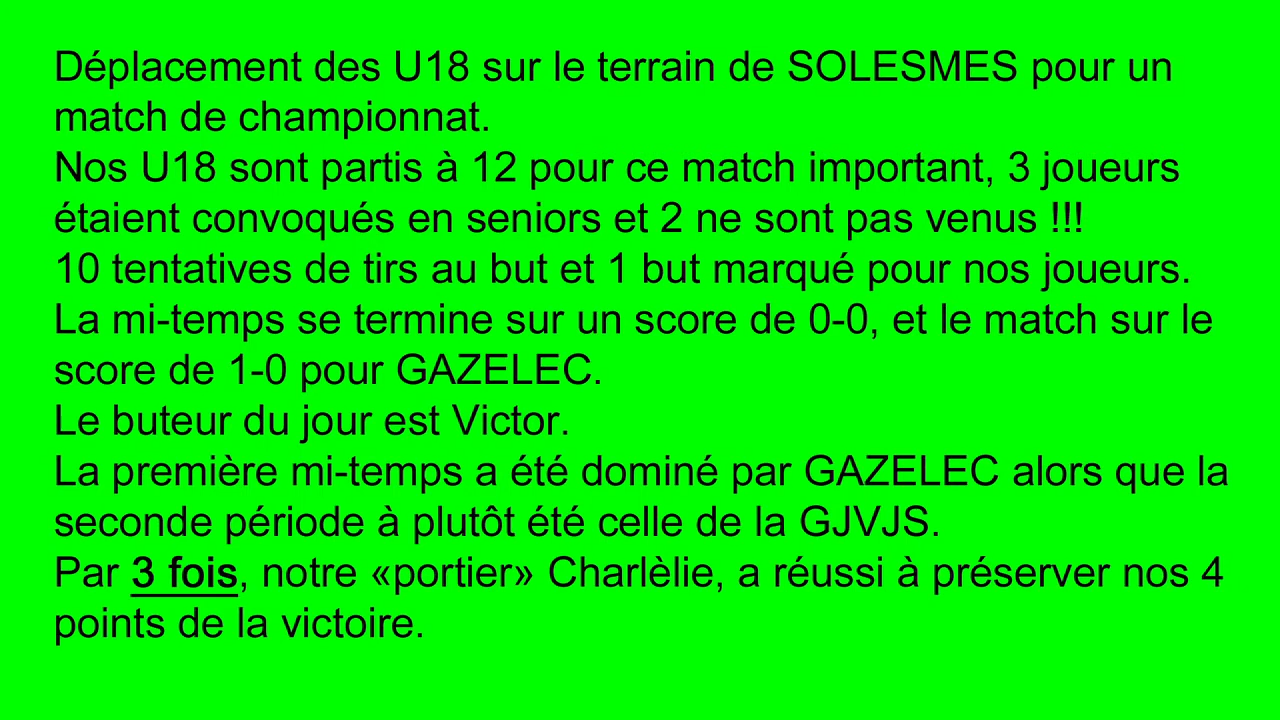 Déplacement des U18 sur le terrain de SOLESMES pour un
match de championnat.
Nos U18 sont partis à 12 pour ce match important, 3 joueurs
étaient convoqués en seniors et 2 ne sont pas venus !!!
10 tentatives de tirs au but et 1 but marqué pour nos joueurs.
La mi-temps se termine sur un score de 0-0, et le match sur le
score de 1-0 pour GAZELEC.
Le buteur du jour est Victor.
La première mi-temps a été dominé par GAZELEC alors que la
seconde période à plutôt été celle de la GJVJS.
Par 3 fois, notre «portier» Charlèlie, a réussi à préserver nos 4
points de la victoire.